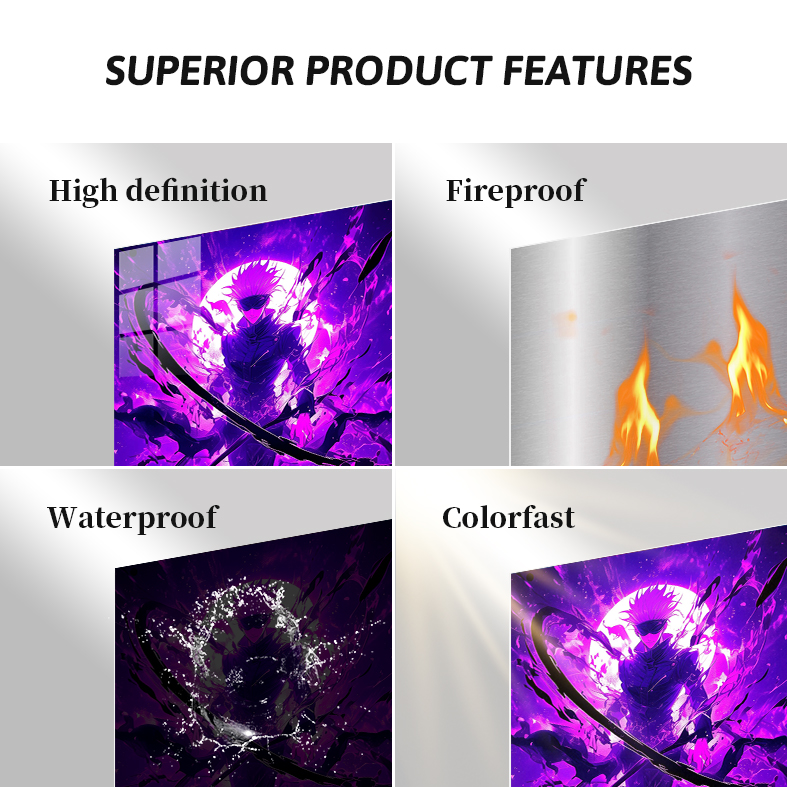 SUPERIOR PRODUCT FEATURES
High definition
Fireproof
Waterproof
Colorfast